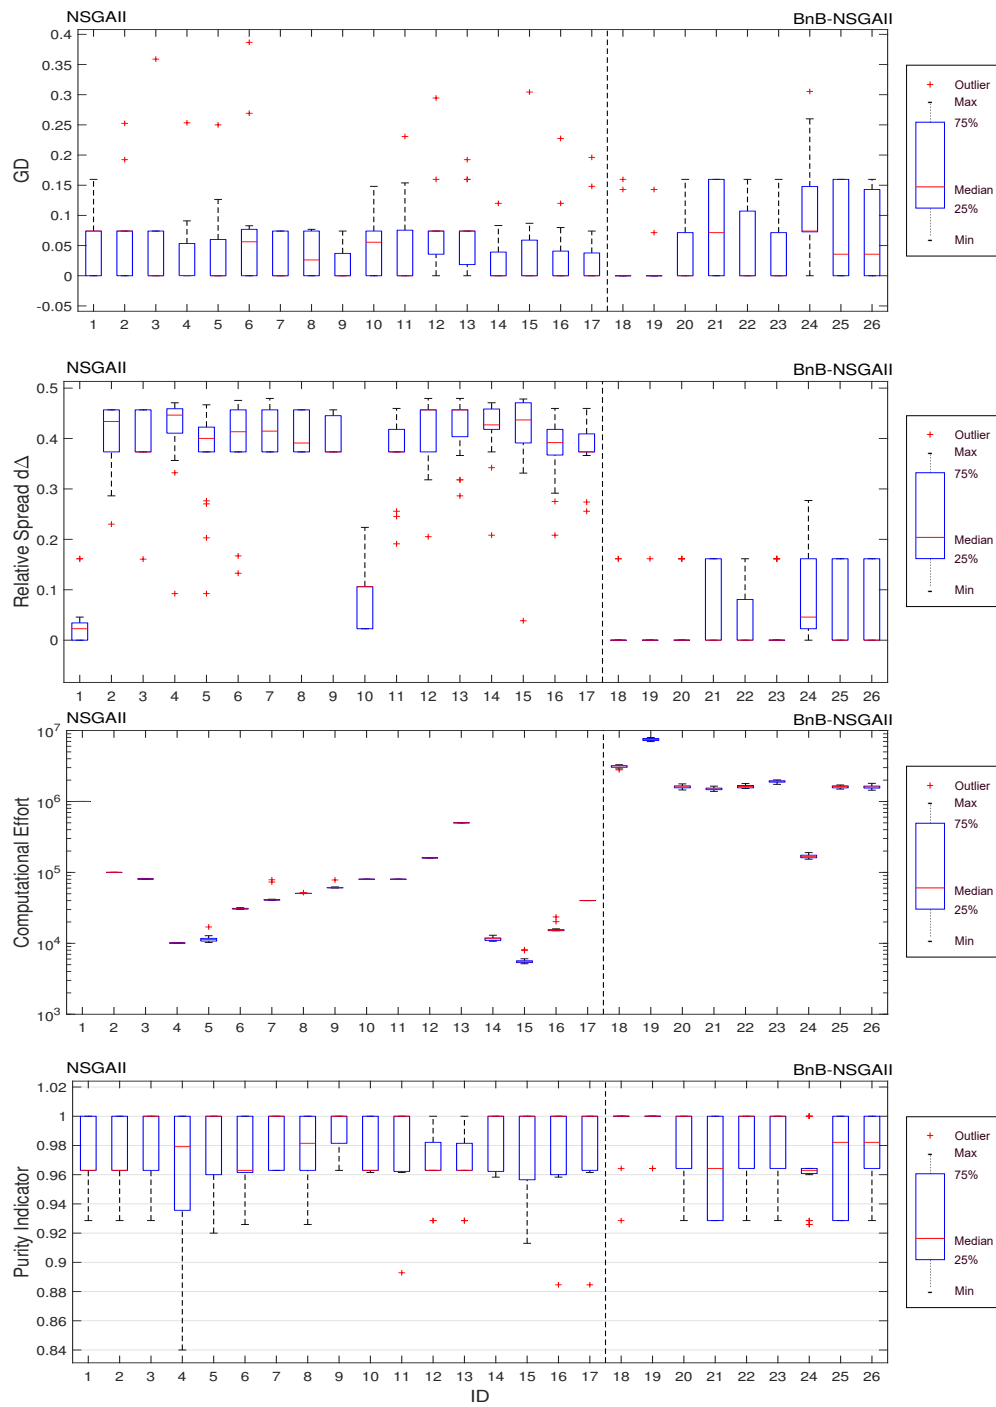 NSGAII BnB-NSGAII
0.4
0.35
0.3
0.25
0.2
0.15
0.1
0.05
0
-0.05
GD
1 2 3 4 5 6 7 8 9 10 11 12 13 14 15 16 17 18 19 20 21 22 23 24 25 26
Outlier
Max
75%
Median
25%
Min
NSGAII BnB-NSGAII
0.5
0.4
0.3
0.2
0.1
0
Relative Spread dΔ
1 2 3 4 5 6 7 8 9 10 11 12 13 14 15 16 17 18 19 20 21 22 23 24 25 26
Outlier
Max
75%
Median
25%
Min
NSGAII BnB-NSGAII
10⁷
10⁶
10⁵
10⁴
10³
Computational Effort
1 2 3 4 5 6 7 8 9 10 11 12 13 14 15 16 17 18 19 20 21 22 23 24 25 26
Outlier
Max
75%
Median
25%
Min
NSGAII BnB-NSGAII
1.02
1
0.98
0.96
0.94
0.92
0.9
0.88
0.86
0.84
Purity Indicator
1 2 3 4 5 6 7 8 9 10 11 12 13 14 15 16 17 18 19 20 21 22 23 24 25 26
ID
Outlier
Max
75%
Median
25%
Min